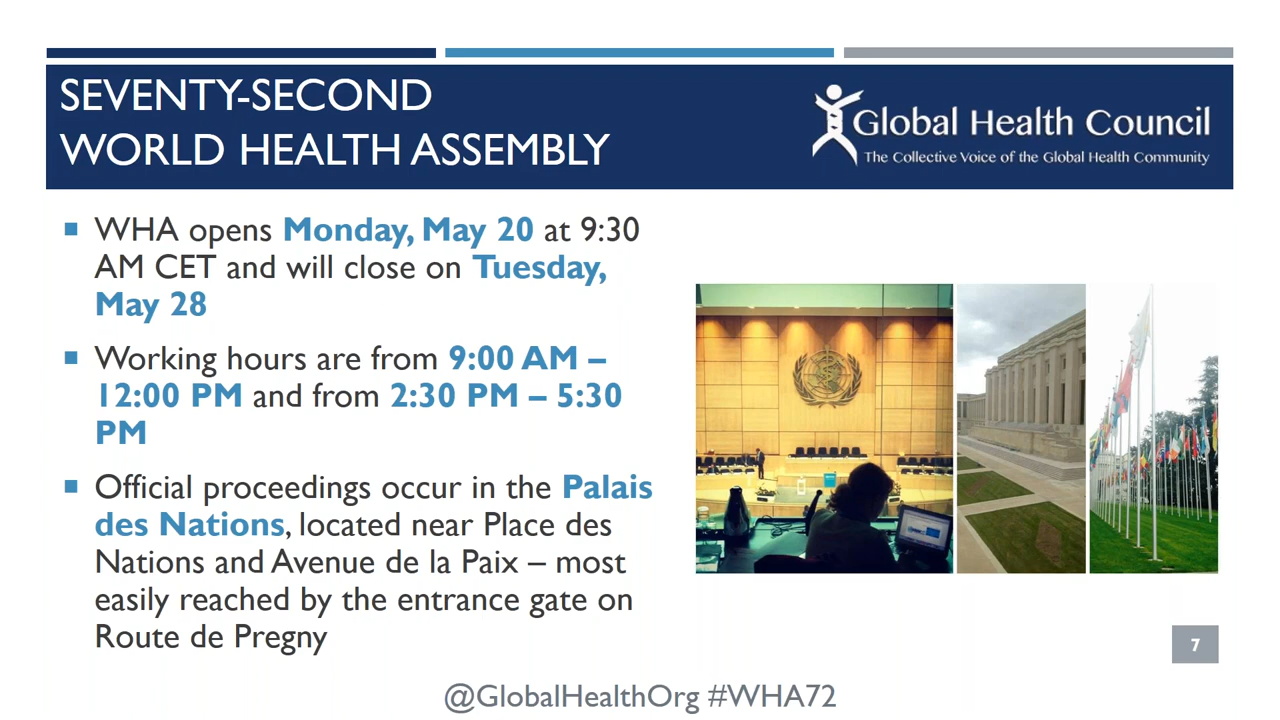 SEVENTY-SECOND
WORLD HEALTH ASSEMBLY
Global Health Council
The Collective Voice of the Global Health Community
WHA opens Monday, May 20 at 9:30
AM CET and will close on Tuesday,
May 28
Working hours are from 9:00 AM –
12:00 PM and from 2:30 PM – 5:30
PM
Official proceedings occur in the Palais
des Nations, located near Place des
Nations and Avenue de la Paix – most
easily reached by the entrance gate on
Route de Pregny
7
@GlobalHealthOrg #WHA72